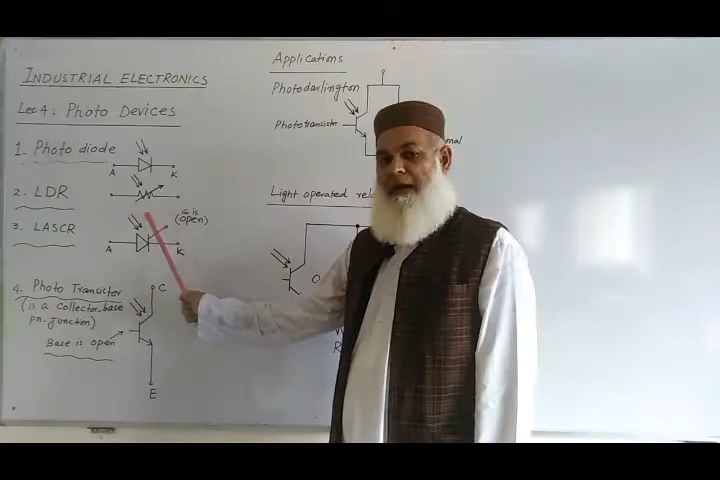 INDUSTRIAL ELECTRONICS
Lec 4: Photo Devices
1. Photo diode
A K
2. LDR
3. LASCR
G is
(open)
A K
4. Photo Transistor
(is a collector-base
pn-junction)
Base is open
C
E
Applications
Photodarlington
Phototransistor
Light operated